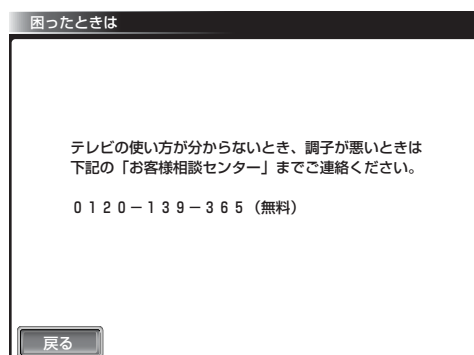 困ったときは
テレビの使い方が分からないとき、調子が悪いときは
下記の「お客様相談センター」までご連絡ください。
０１２０－１３９－３６５（無料）
戻る